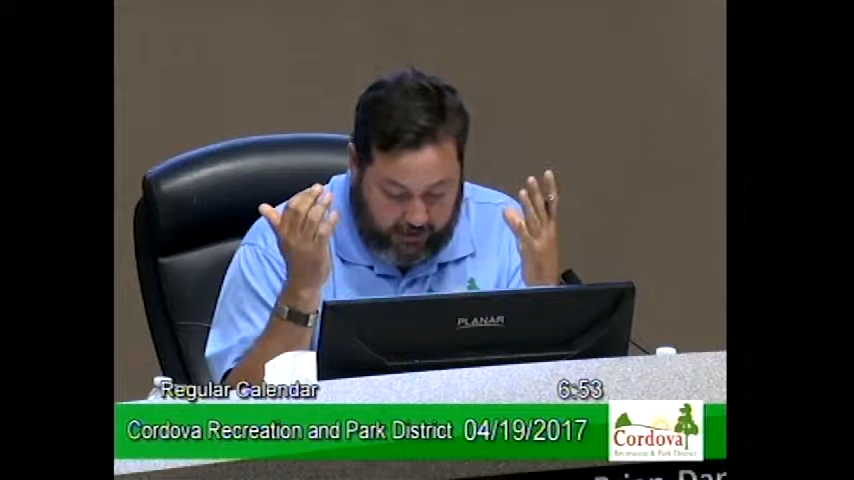 PLANAR
Regular Calendar 6:53
Cordova Recreation and Park District 04/19/2017
Cordova
Recreation & Park District